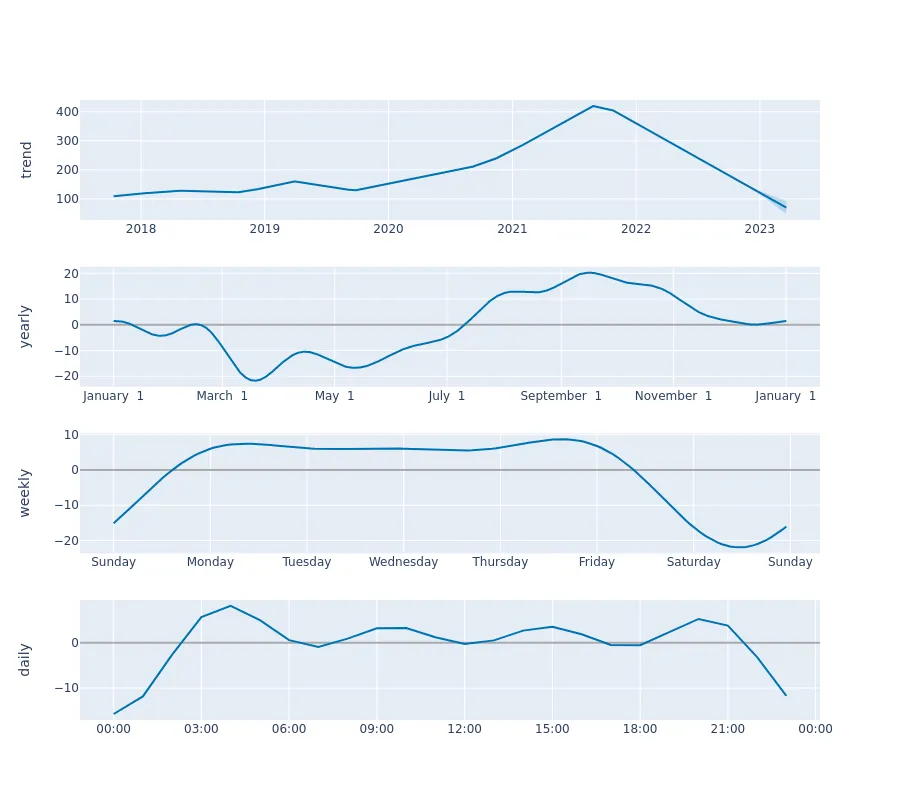 trend
400
300
200
100
2018 2019 2020 2021 2022 2023
yearly
20
10
0
−10
−20
January 1 March 1 May 1 July 1 September 1 November 1 January 1
weekly
10
0
−10
−20
Sunday Monday Tuesday Wednesday Thursday Friday Saturday Sunday
daily
0
−10
00:00 03:00 06:00 09:00 12:00 15:00 18:00 21:00 00:00